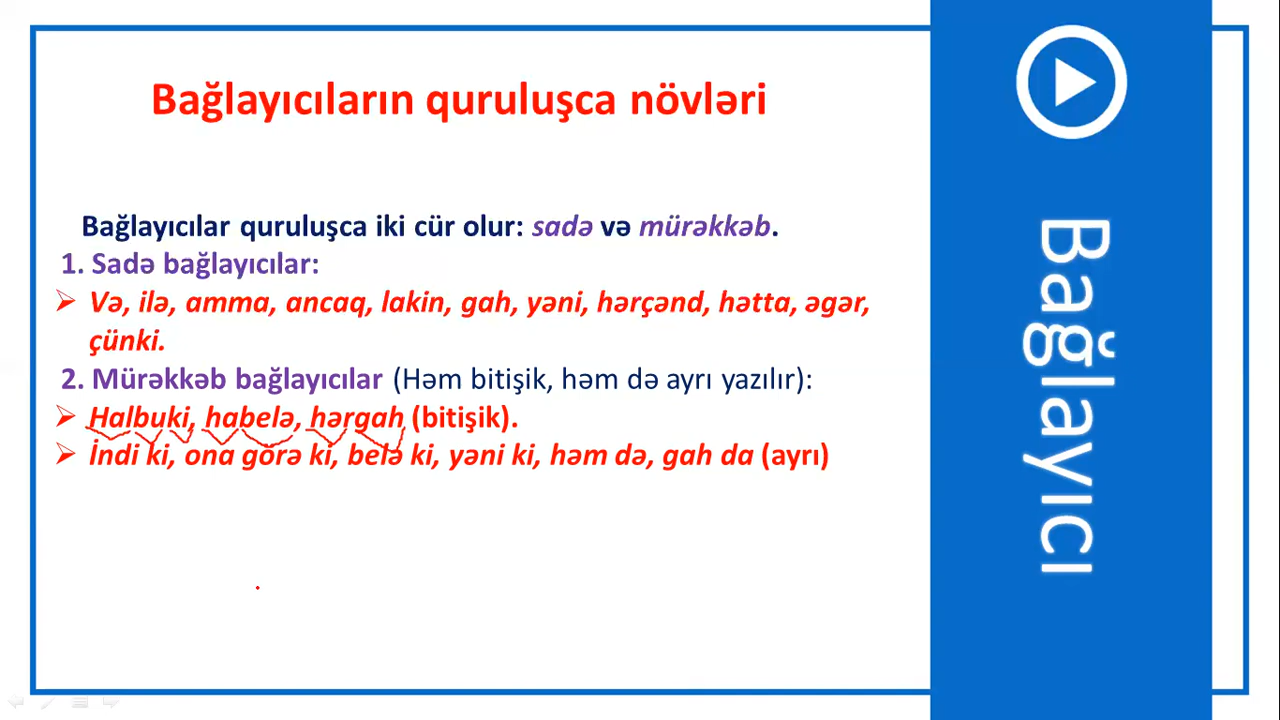 Bağlayıcıların quruluşca növləri
Bağlayıcılar quruluşca iki cür olur: sadə və mürəkkəb.
1. Sadə bağlayıcılar:
Və, ilə, amma, ancaq, lakin, gah, yəni, hərçənd, hətta, əgər,
çünki.
2. Mürəkkəb bağlayıcılar (Həm bitişik, həm də ayrı yazılır):
Halbuki, habelə, hərgah (bitişik).
İndi ki, ona görə ki, belə ki, yəni ki, həm də, gah da (ayrı)
Bağlayıcı